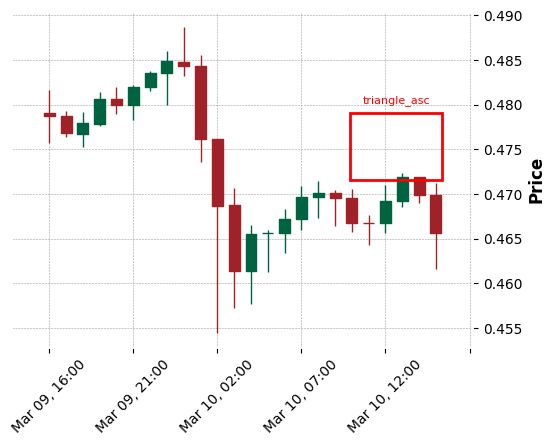 0.490
0.485
triangle_asc
0.480
0.475
0.470
Price
0.465
0.460
0.455
Mar 09, 16:00
Mar 09, 21:00
Mar 10, 02:00
Mar 10, 07:00
Mar 10, 12:00